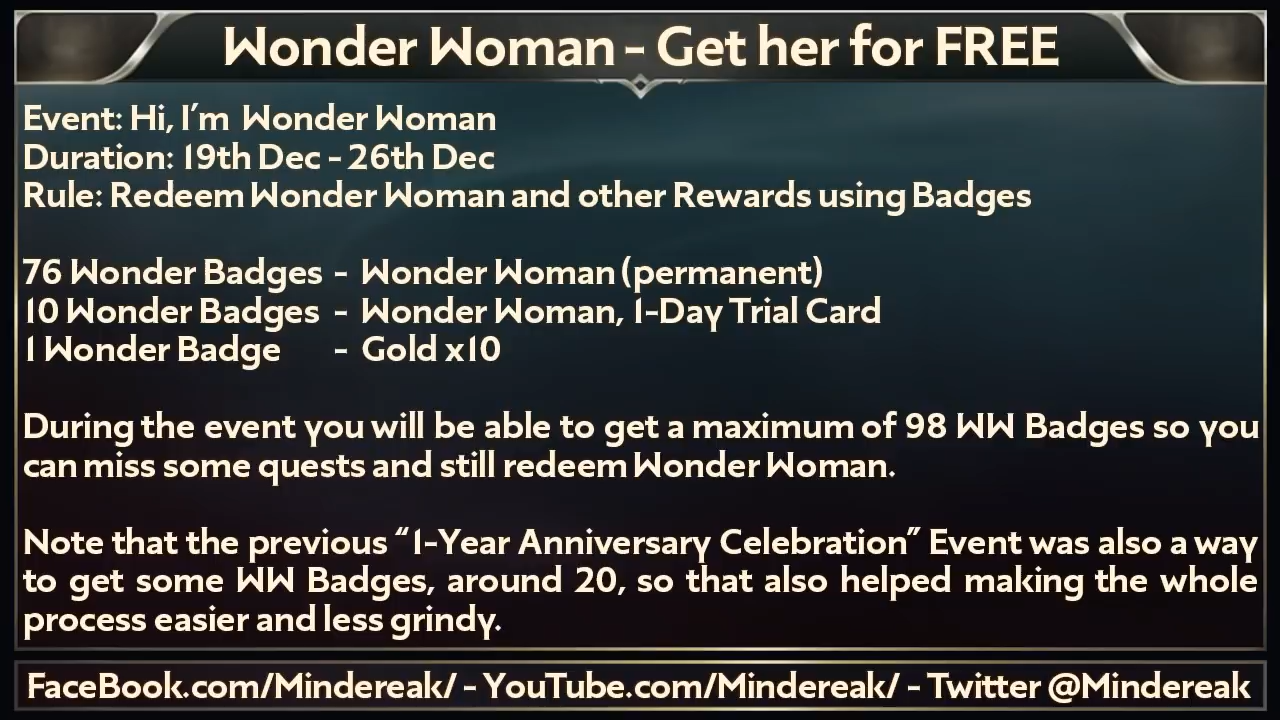 Wonder Woman - Get her for FREE
Event: Hi, I'm Wonder Woman
Duration: 19th Dec - 26th Dec
Rule: Redeem Wonder Woman and other Rewards using Badges
76 Wonder Badges - Wonder Woman (permanent)
10 Wonder Badges - Wonder Woman, 1-Day Trial Card
1 Wonder Badge - Gold x10
During the event you will be able to get a maximum of 98 WW Badges so you
can miss some quests and still redeem Wonder Woman.
Note that the previous “1-Year Anniversary Celebration” Event was also a way
to get some WW Badges, around 20, so that also helped making the whole
process easier and less grindy.
FaceBook.com/Mindereak/ - YouTube.com/Mindereak/ - Twitter @Mindereak